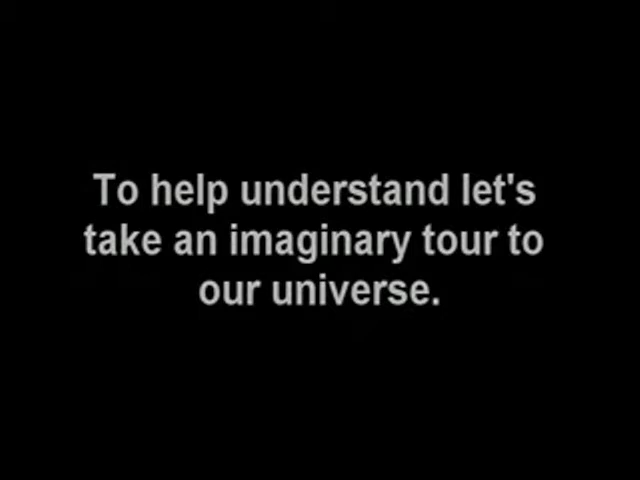 To help understand let's
take an imaginary tour to
our universe.